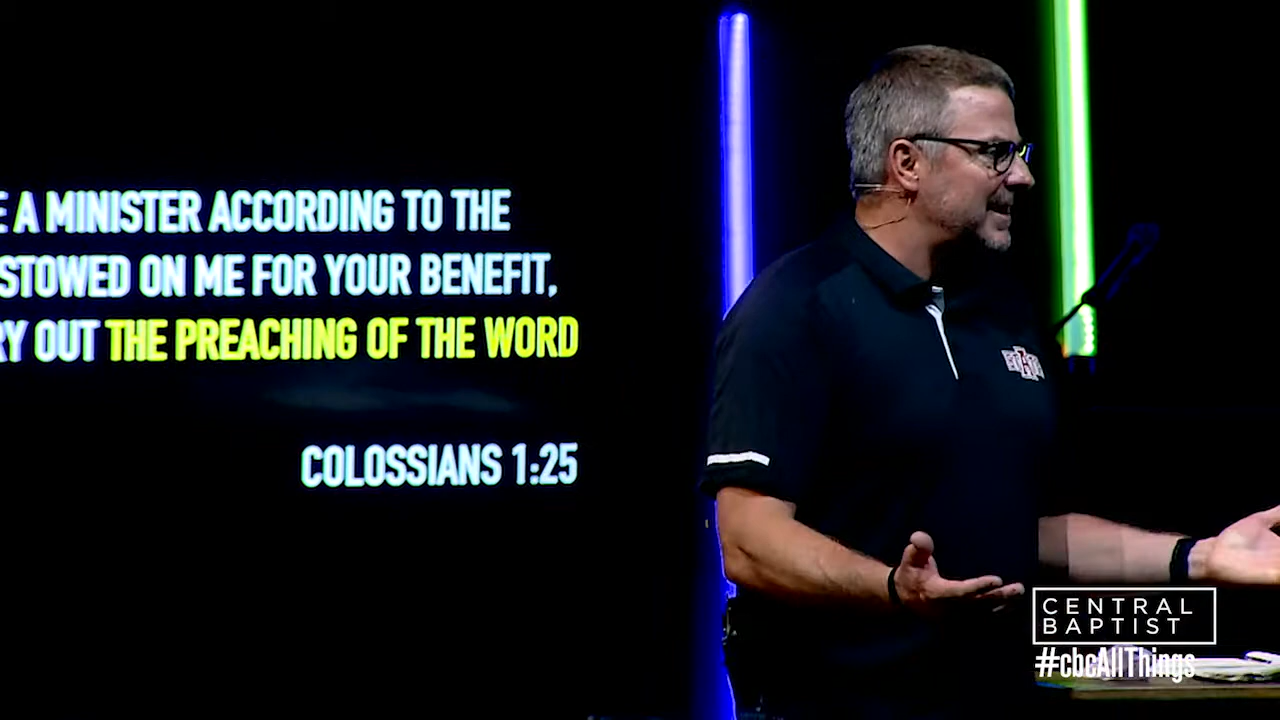 E A MINISTER ACCORDING TO THE
STOWED ON ME FOR YOUR BENEFIT,
RY OUT THE PREACHING OF THE WORD
COLOSSIANS 1:25
STATE
CENTRAL
BAPTIST
#cbcAllThings